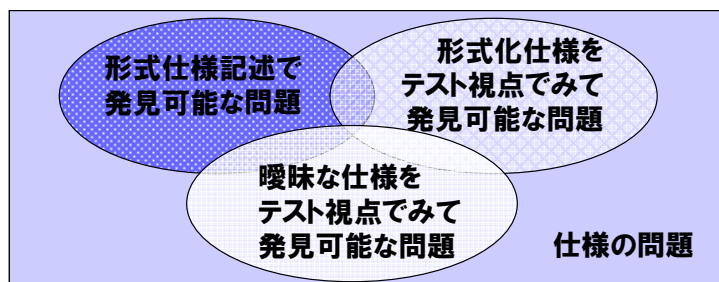 形式仕様記述で
発見可能な問題
形式化仕様を
テスト視点でみて
発見可能な問題
曖昧な仕様を
テスト視点でみて
発見可能な問題
仕様の問題